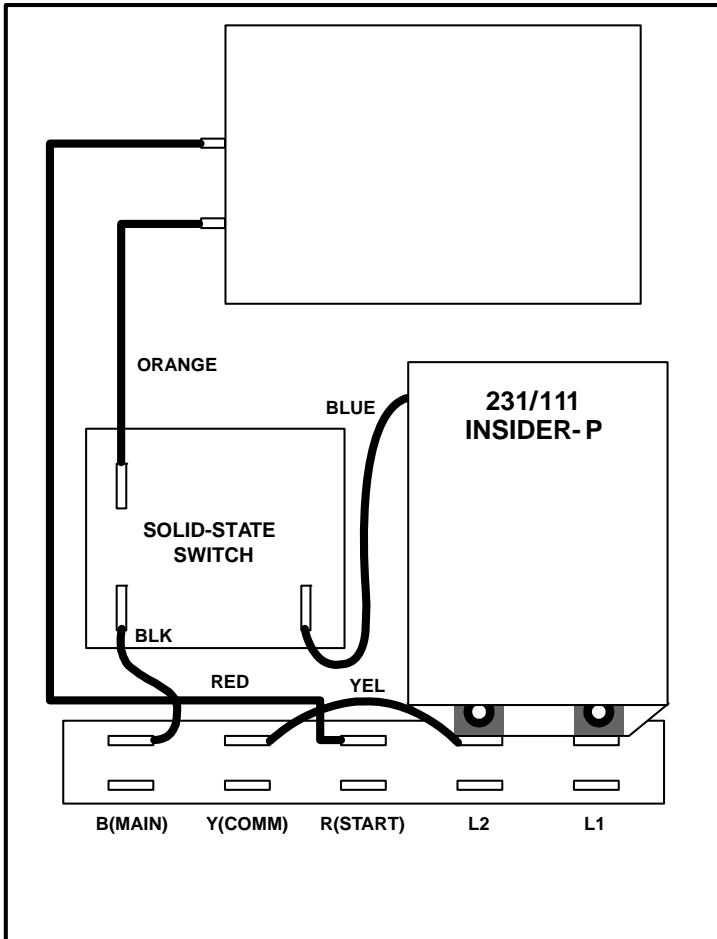 ORANGE
BLUE
231/111
INSIDER- P
SOLID-STATE
SWITCH
BLK
RED
YEL
B(MAIN) Y(COMM) R(START) L2 L1